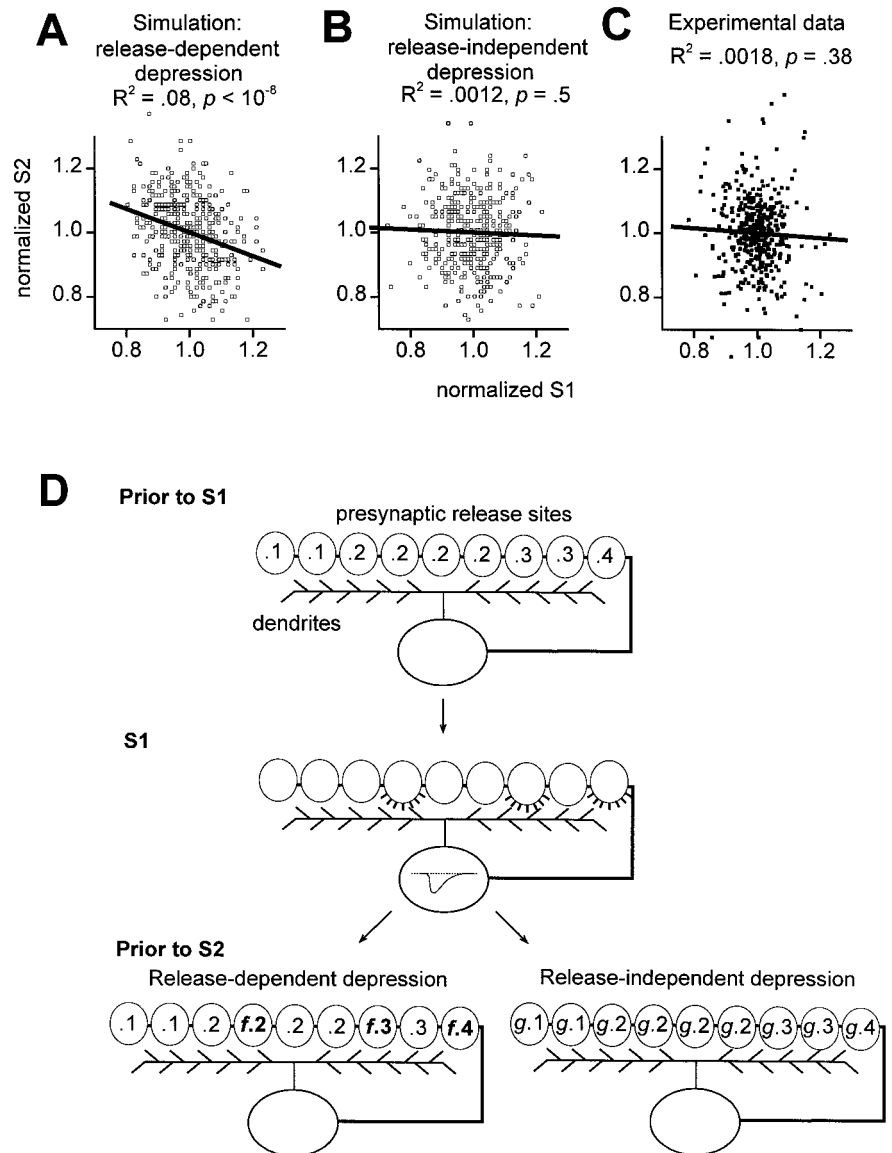 A
Simulation:
release-dependent
depression
R² = .08, p < 10⁻⁸
B
Simulation:
release-independent
depression
R² = .0012, p = .5
C
Experimental data
R² = .0018, p = .38
normalized S2
1.2
1.0
0.8
0.8 1.0 1.2
1.2
1.0
0.8
0.8 1.0 1.2
1.2
1.0
0.8
0.8 1.0 1.2
normalized S1
D
Prior to S1
presynaptic release sites
.1 .1 .2 .2 .2 .2 .3 .3 .4
dendrites
S1
Prior to S2
Release-dependent depression
.1 .1 .2 f.2 .2 .2 f.3 .3 f.4
Release-independent depression
g.1 g.1 g.2 g.2 g.2 g.2 g.3 g.3 g.4